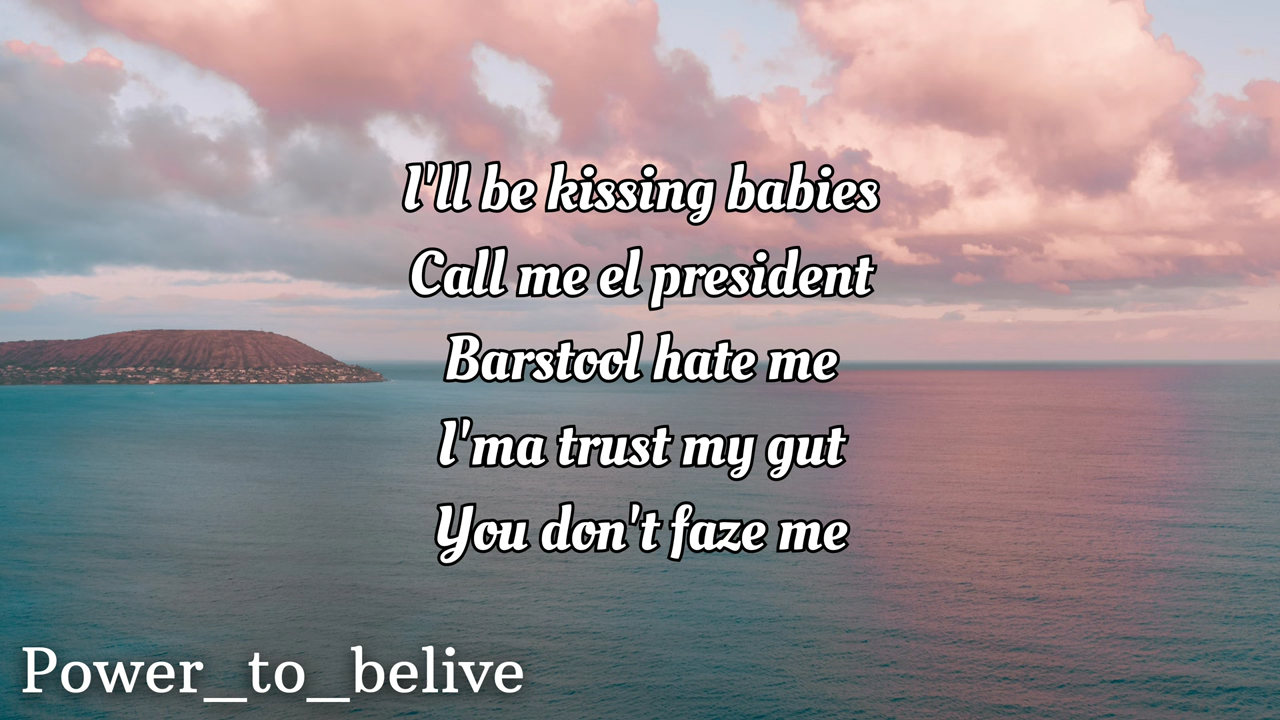 I'll be kissing babies
Call me el president
Barstool hate me
I'ma trust my gut
You don't faze me
Power_to_belive